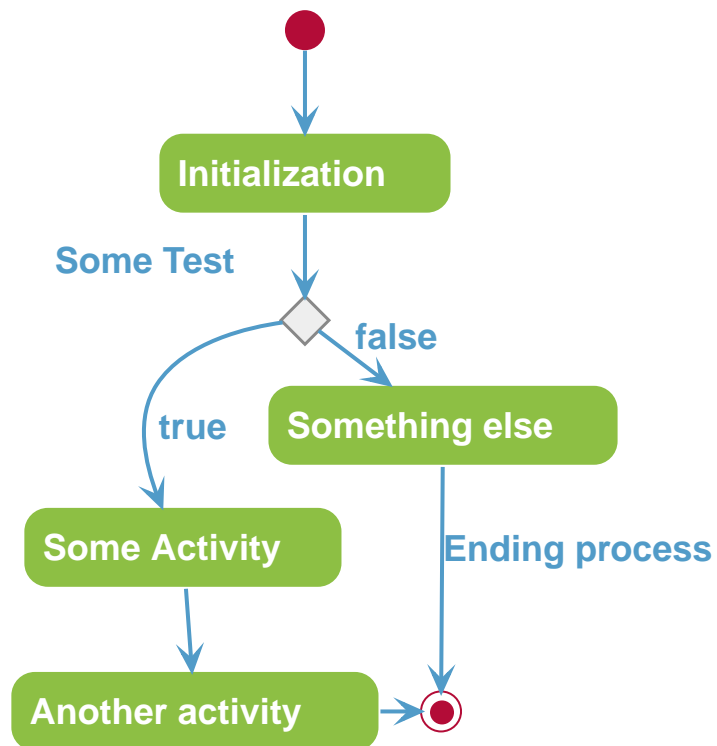 Initialization
Some Test
false
Something else
true
Some Activity
Ending process
Another activity